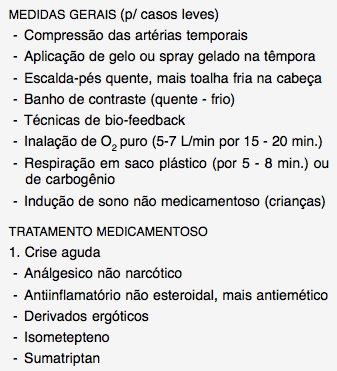 MEDIDAS GERAIS (p/ casos leves)
- Compressão das artérias temporais
- Aplicação de gelo ou spray gelado na têmpora
- Escalda-pés quente, mais toalha fria na cabeça
- Banho de contraste (quente - frio)
- Técnicas de bio-feedback
- Inalação de O2 puro (5-7 L/min por 15 - 20 min.)
- Respiração em saco plástico (por 5 - 8 min.) ou
de carbogênio
- Indução de sono não medicamentoso (crianças)
TRATAMENTO MEDICAMENTOSO
1. Crise aguda
- Análgesico não narcótico
- Antiinflamatório não esteroidal, mais antiemético
- Derivados ergóticos
- Isometepteno
- Sumatriptan